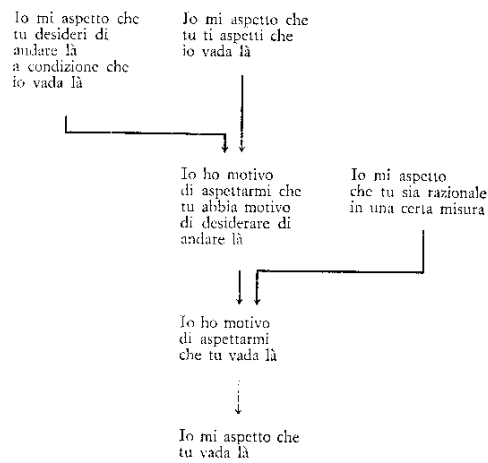 Io mi aspetto che
tu desideri di
andare là
a condizione che
io vada là
Io mi aspetto che
tu ti aspetti che
io vada là
Io ho motivo
di aspettarmi che
tu abbia motivo
di desiderare di
andare là
Io mi aspetto
che tu sia razionale
in una certa misura
Io ho motivo
di aspettarmi
che tu vada là
Io mi aspetto che
tu vada là